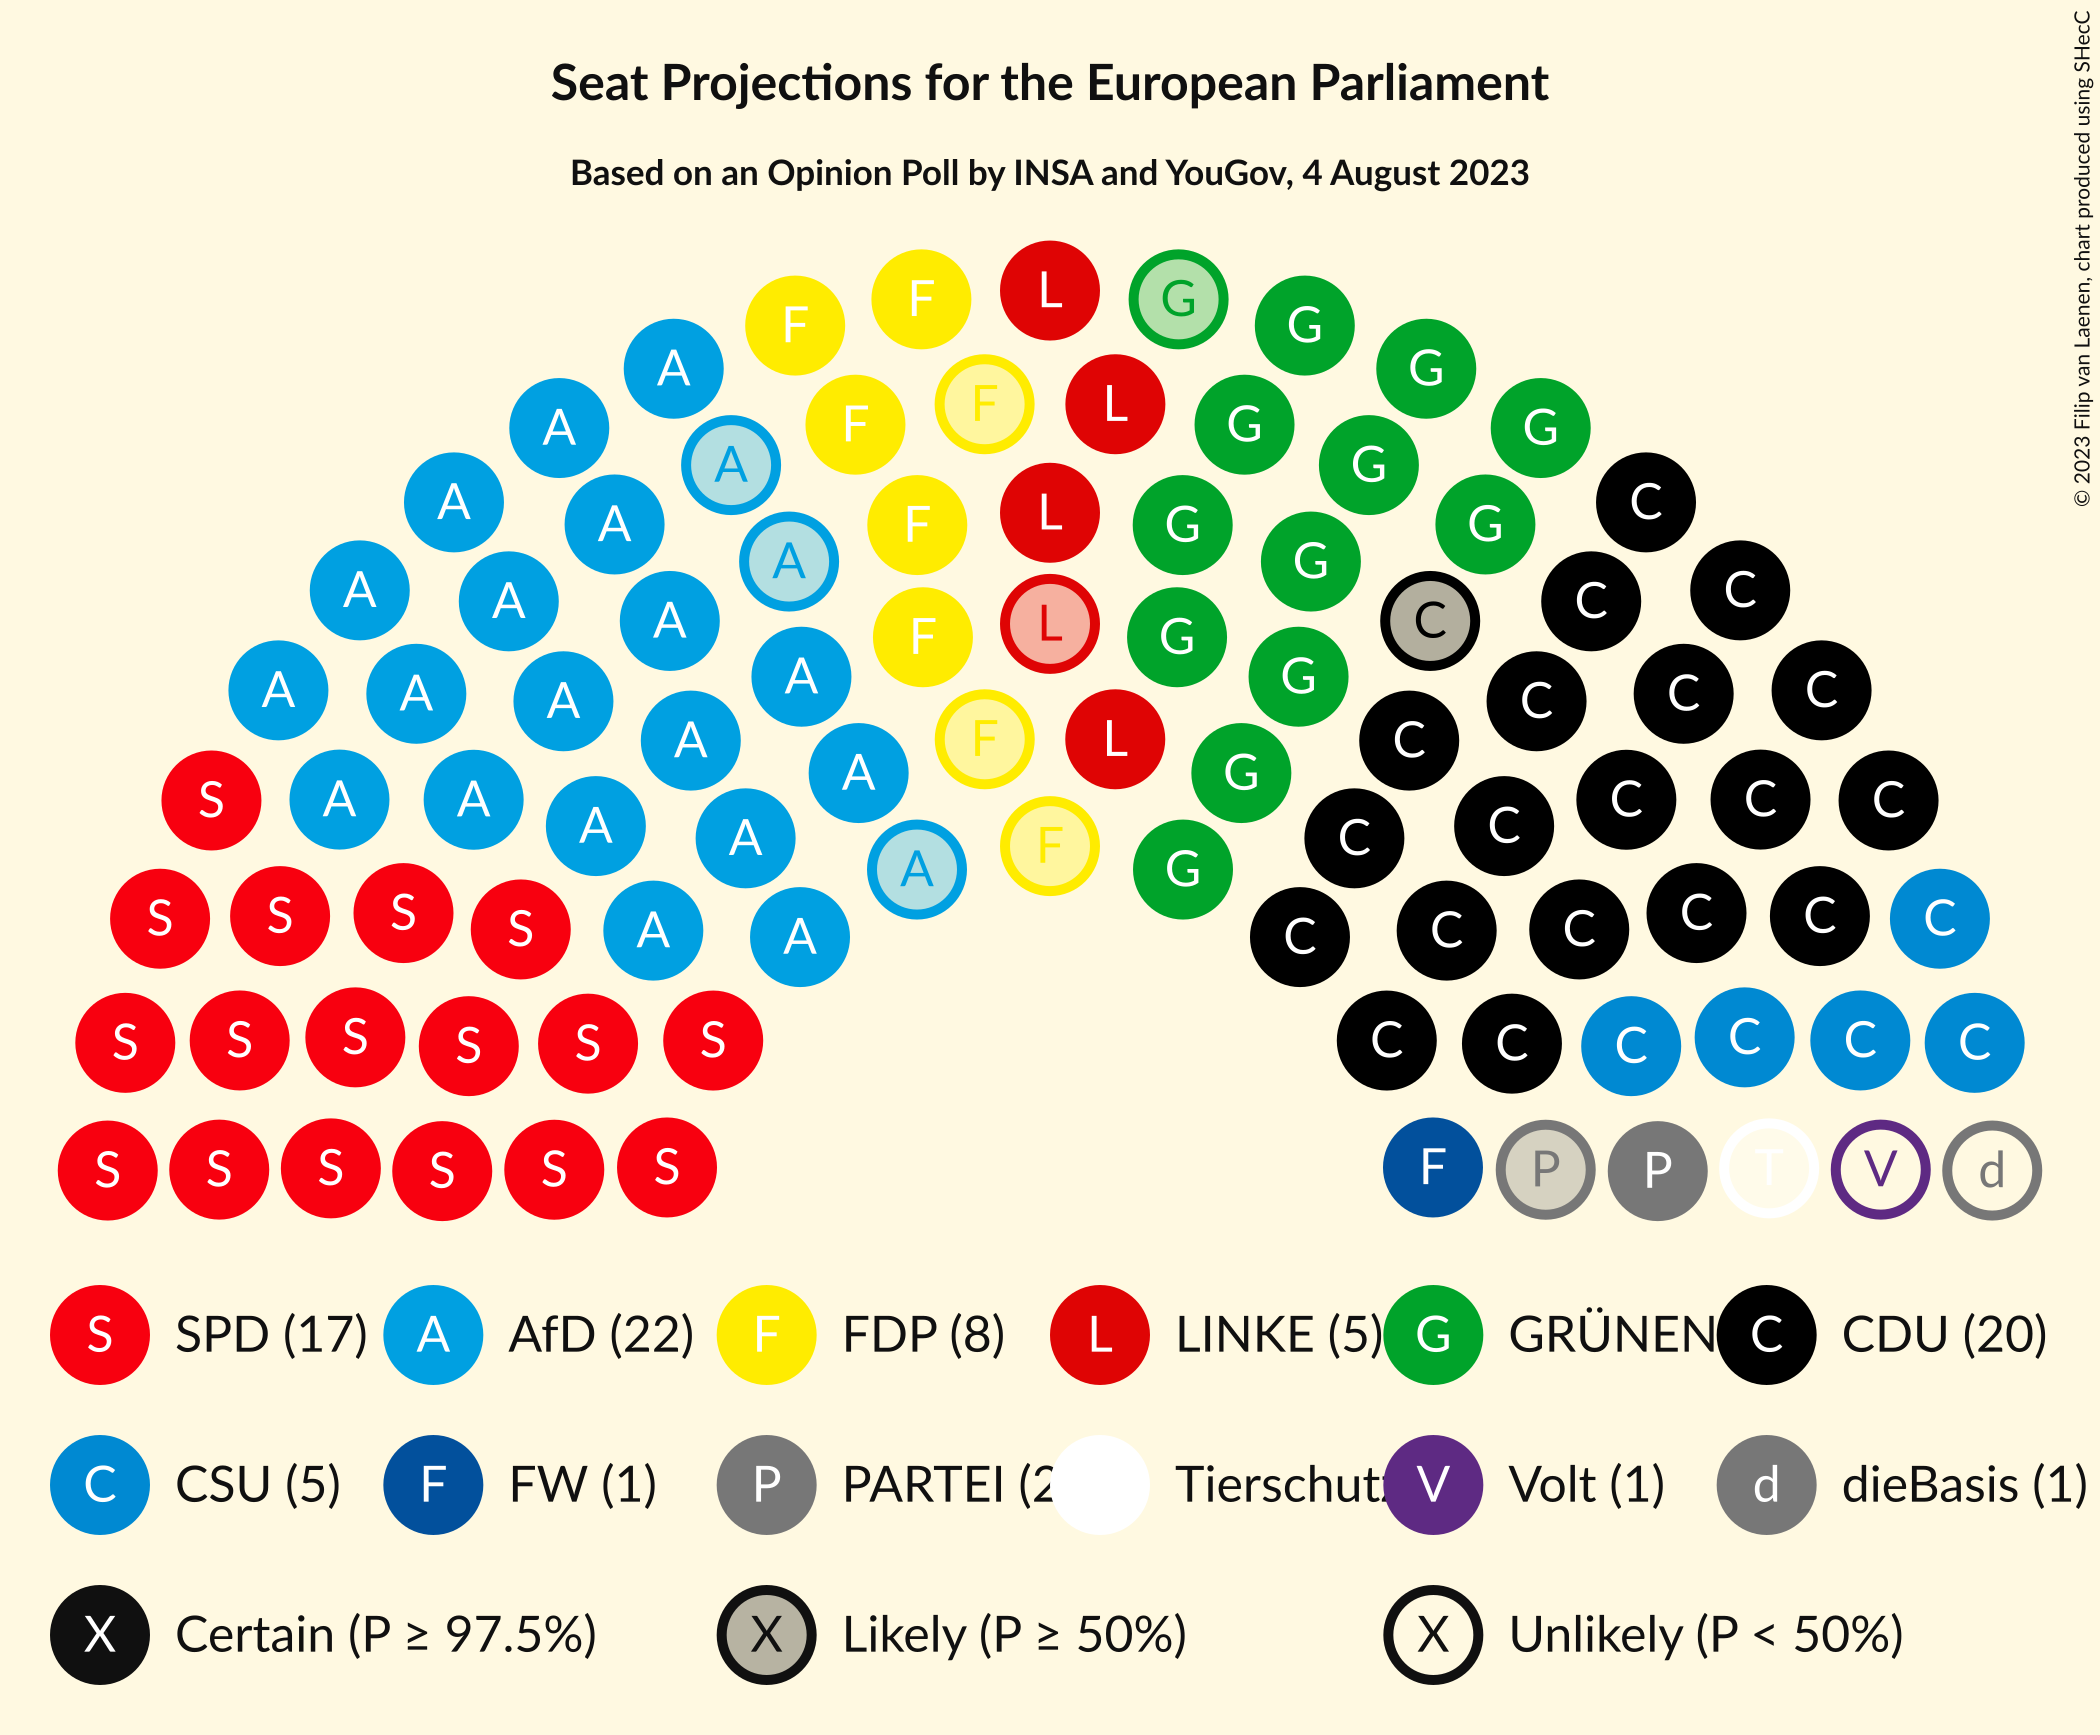 Seat Projections for the European Parliament
Based on an Opinion Poll by INSA and YouGov, 4 August 2023
© 2023 Filip van Laenen, chart produced using SHecC
F F L G G
A G
F F L G
A A G G
A A F L G G C
A A G G
A A A L C C C
A F G
A A A A G C C C C
A F L C
S A A A A G C C C C
A A F C
A G
S S S S A A C C C C C C
S S S S S S C C C C C C
S S S S S S F P P T V d
S SPD (17) A AfD (22) F FDP (8) L LINKE (5) G GRÜNEN C CDU (20)
C CSU (5) F FW (1) P PARTEI (2 Tierschutz V Volt (1) d dieBasis (1)
X Certain (P ≥ 97.5%) X Likely (P ≥ 50%) X Unlikely (P < 50%)